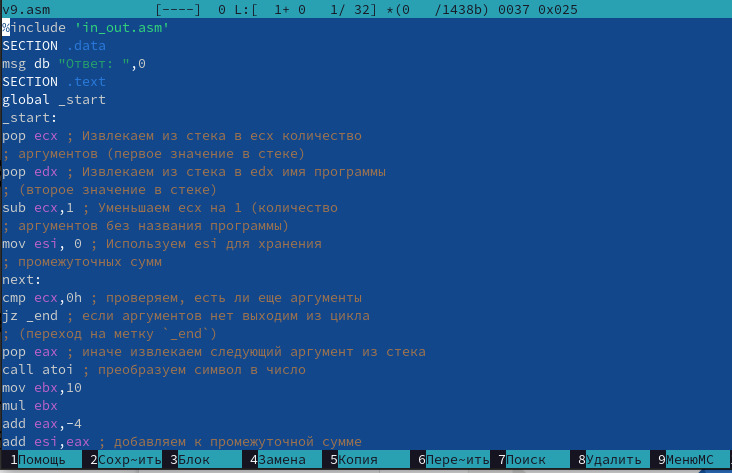 v9.asm [----] 0 L:[ 1+ 0 1/ 32] *(0 /1438b) 0037 0x025
%include 'in_out.asm'
SECTION .data
msg db "Ответ: ",0
SECTION .text
global _start
_start:
pop ecx ; Извлекаем из стека в ecx количество
; аргументов (первое значение в стеке)
pop edx ; Извлекаем из стека в edx имя программы
; (второе значение в стеке)
sub ecx,1 ; Уменьшаем ecx на 1 (количество
; аргументов без названия программы)
mov esi, 0 ; Используем esi для хранения
; промежуточных сумм
next:
cmp ecx,0h ; проверяем, есть ли еще аргументы
jz _end ; если аргументов нет выходим из цикла
; (переход на метку `_end`)
pop eax ; иначе извлекаем следующий аргумент из стека
call atoi ; преобразуем символ в число
mov ebx,10
mul ebx
add eax,-4
add esi,eax ; добавляем к промежуточной сумме
1Помощь 2Сохр~ить 3Блок 4Замена 5Копия 6Пере~ить 7Поиск 8Удалить 9МенюMC